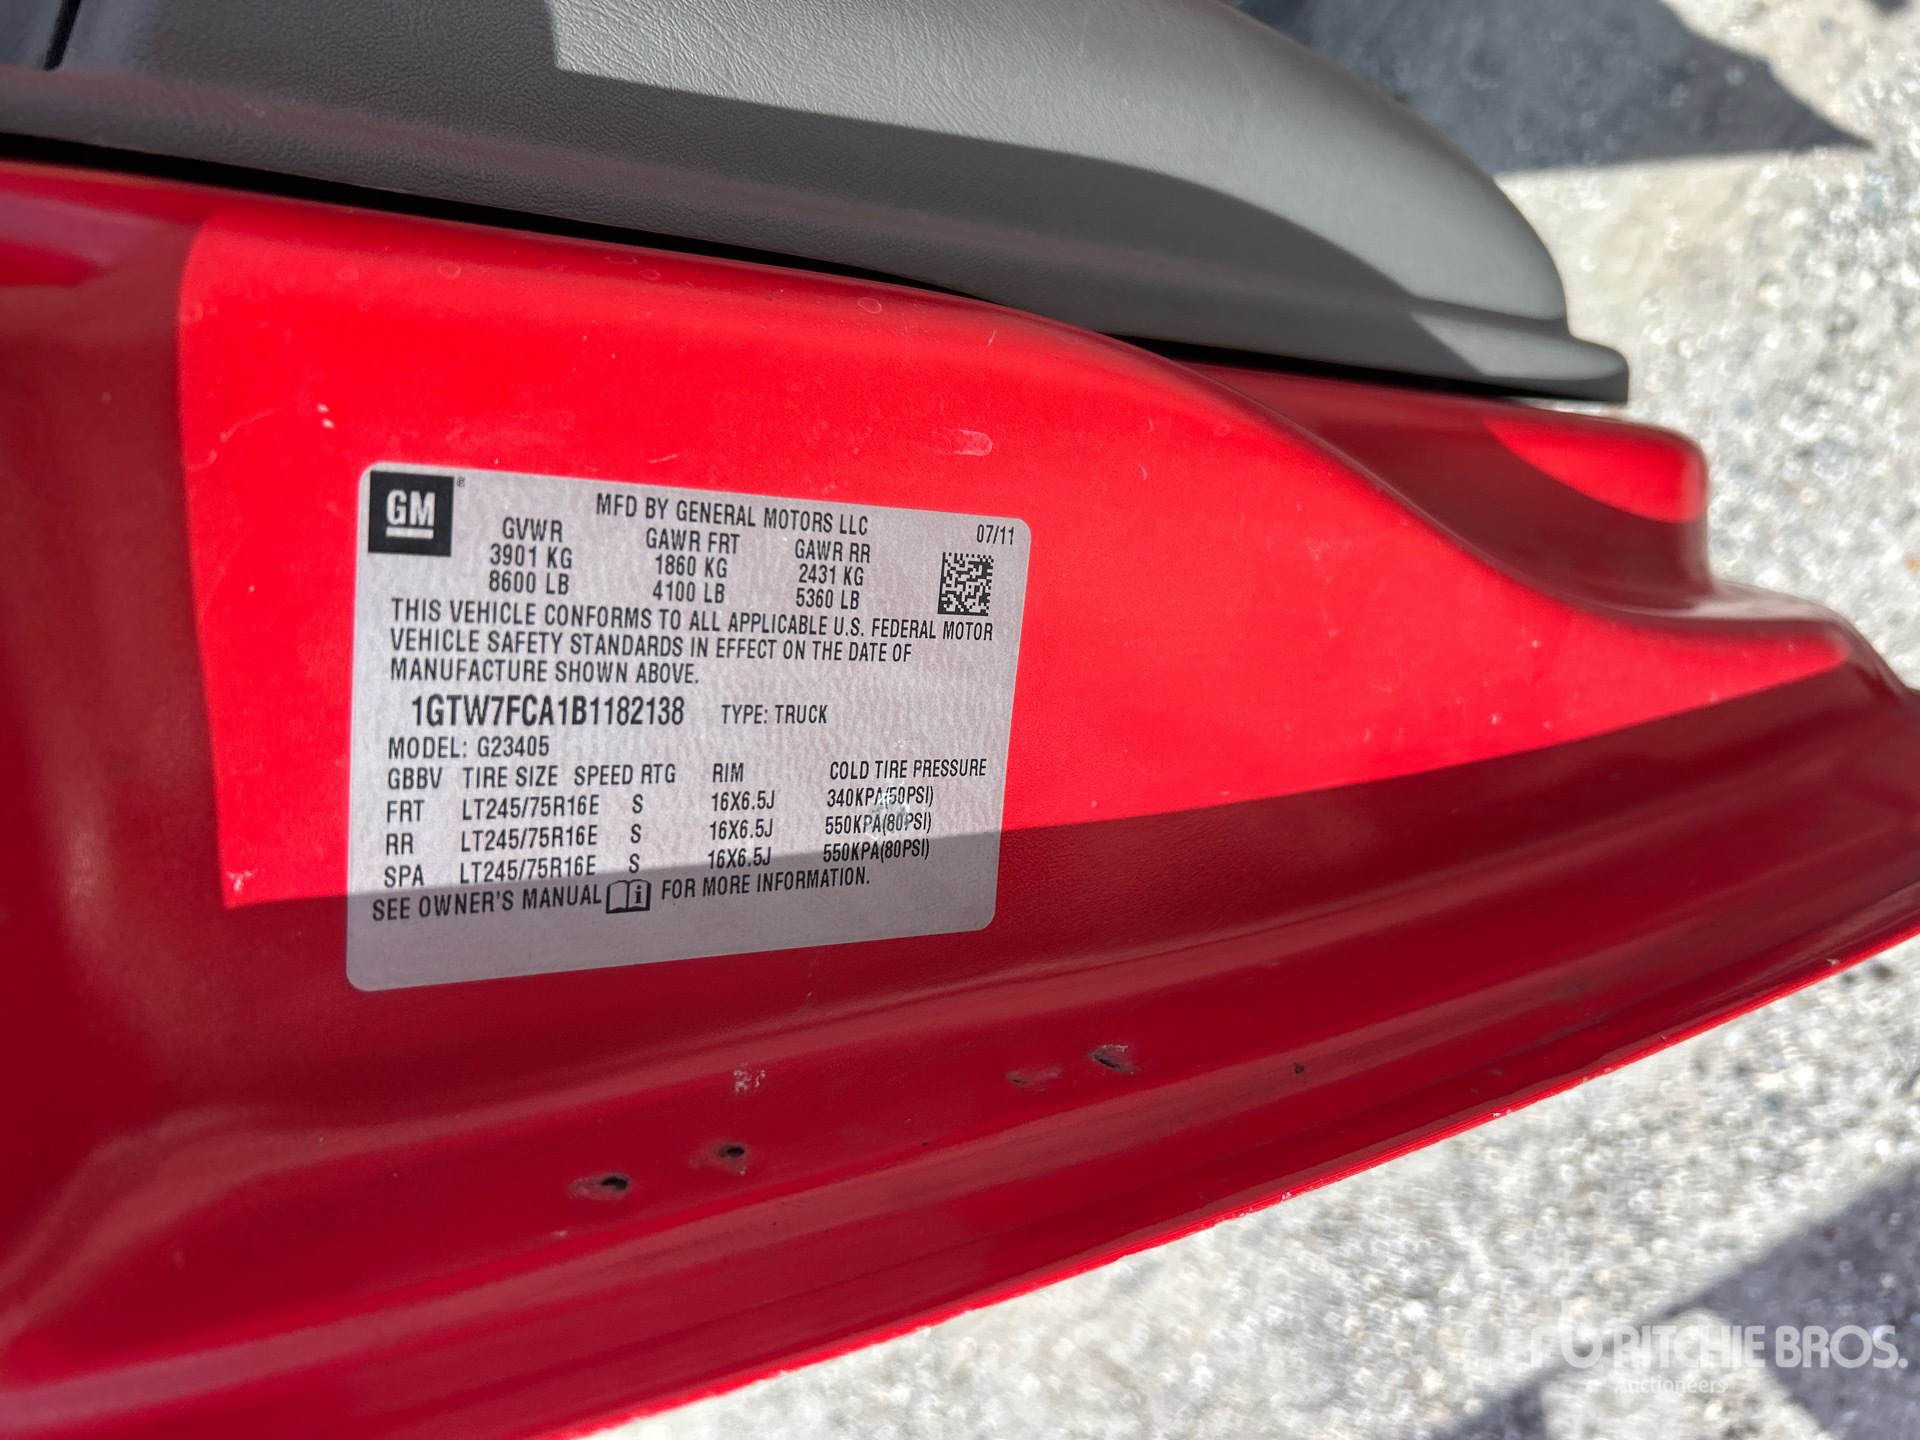 GM®
MFD BY GENERAL MOTORS LLC 07/11
GVWR GAWR FRT GAWR RR
3901 KG 1860 KG 2431 KG
8600 LB 4100 LB 5360 LB
THIS VEHICLE CONFORMS TO ALL APPLICABLE U.S. FEDERAL MOTOR
VEHICLE SAFETY STANDARDS IN EFFECT ON THE DATE OF
MANUFACTURE SHOWN ABOVE.
1GTW7FCA1B1182138 TYPE: TRUCK
MODEL: G23405
GBBV TIRE SIZE SPEED RTG RIM COLD TIRE PRESSURE
FRT LT245/75R16E S 16X6.5J 340KPA(50PSI)
RR LT245/75R16E S 16X6.5J 550KPA(80PSI)
SPA LT245/75R16E S 16X6.5J 550KPA(80PSI)
SEE OWNER'S MANUAL i FOR MORE INFORMATION.
RITCHIE BROS.
Auctioneers